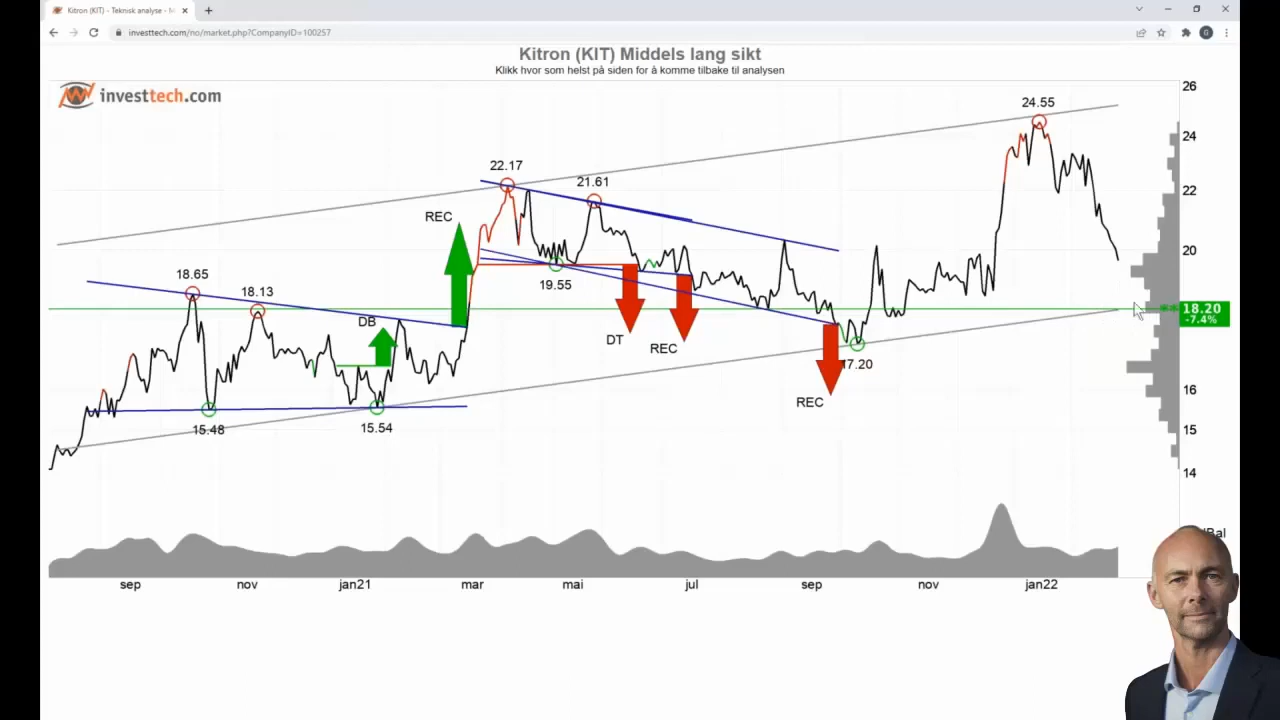 Kitron (KIT) - Teknisk analyse - M
investtech.com/no/market.php?CompanyID=100257
Kitron (KIT) Middels lang sikt
Klikk hvor som helst på siden for å komme tilbake til analysen
investtech.com
26
24.55
24
22.17
21.61
22
REC
20
18.65
19.55
18.13
DB
18.20
-7.4%
DT
REC
17.20
16
REC
15.48
15.54
15
14
Bal
sep
nov
jan21
mar
mai
jul
sep
nov
jan22